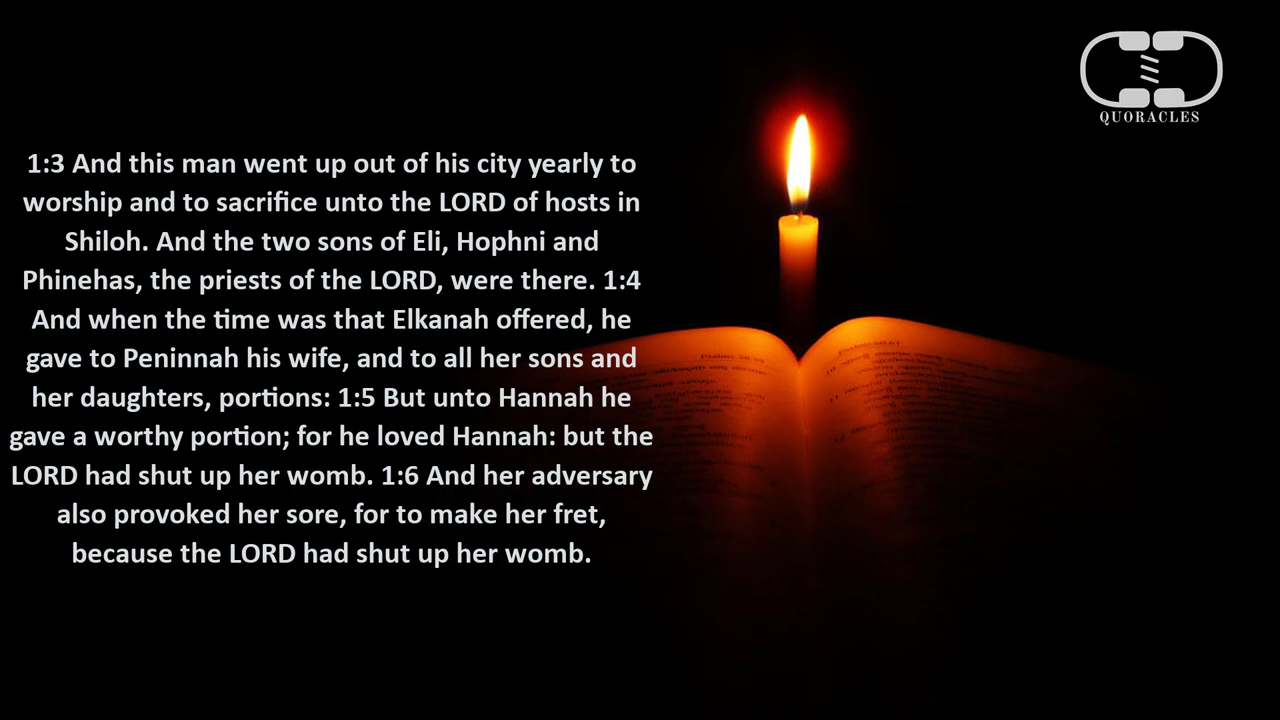 QUORACLES
1:3 And this man went up out of his city yearly to
worship and to sacrifice unto the LORD of hosts in
Shiloh. And the two sons of Eli, Hophni and
Phinehas, the priests of the LORD, were there. 1:4
And when the time was that Elkanah offered, he
gave to Peninnah his wife, and to all her sons and
her daughters, portions: 1:5 But unto Hannah he
gave a worthy portion; for he loved Hannah: but the
LORD had shut up her womb. 1:6 And her adversary
also provoked her sore, for to make her fret,
because the LORD had shut up her womb.